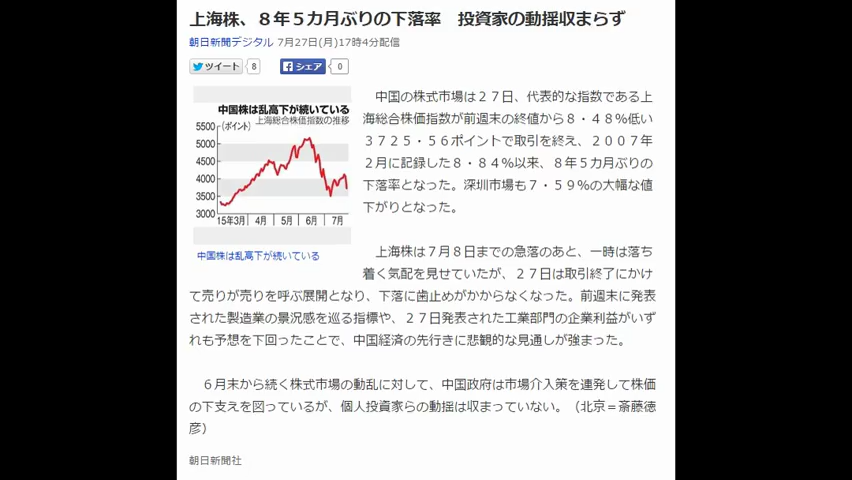 上海株、８年５カ月ぶりの下落率　投資家の動揺収まらず
朝日新聞デジタル 7月27日(月)17時4分配信
ツイート 8 シェア 0
中国株は乱高下が続いている
上海総合株価指数の推移
(ポイント)
5500
5000
4500
4000
3500
3000
15年3月 4月 5月 6月 7月
中国株は乱高下が続いている
　中国の株式市場は２７日、代表的な指数である上
海総合株価指数が前週末の終値から８・４８%低い
３７２５・５６ポイントで取引を終え、２００７年
２月に記録した８・８４%以来、８年５カ月ぶりの
下落率となった。深圳市場も７・５９%の大幅な値
下がりとなった。
　上海株は７月８日までの急落のあと、一時は落ち
着く気配を見せていたが、２７日は取引終了にかけ
て売りが売りを呼ぶ展開となり、下落に歯止めがかからなくなった。前週末に発表
された製造業の景況感を巡る指標や、２７日発表された工業部門の企業利益がいず
れも予想を下回ったことで、中国経済の先行きに悲観的な見通しが強まった。
　６月末から続く株式市場の動乱に対して、中国政府は市場介入策を連発して株価
の下支えを図っているが、個人投資家らの動揺は収まっていない。（北京＝斎藤徳
彦）
朝日新聞社